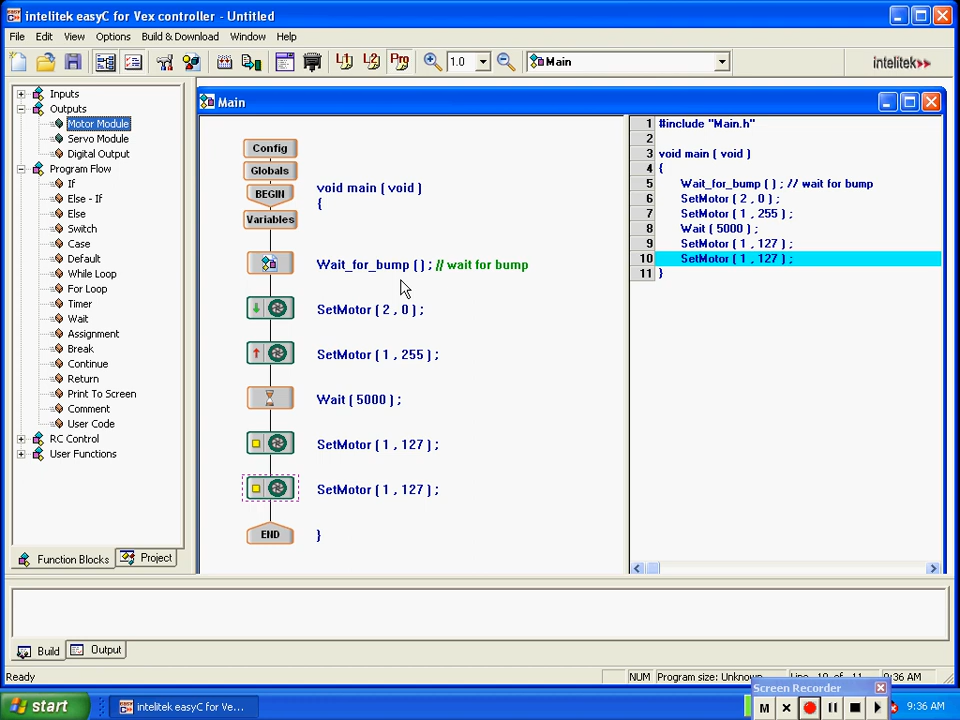 intelitek easyC for Vex controller - Untitled
File Edit View Options Build & Download Window Help
L1 L2 Prg 1.0 Main intelitek
Inputs
Outputs
Motor Module
Servo Module
Digital Output
Program Flow
If
Else - If
Else
Switch
Case
Default
While Loop
For Loop
Timer
Wait
Assignment
Break
Continue
Return
Print To Screen
Comment
User Code
RC Control
User Functions
Function Blocks Project
Main
Config
Globals
BEGIN void main ( void )
{
Variables
Wait_for_bump ( ) ; // wait for bump
SetMotor ( 2 , 0 ) ;
SetMotor ( 1 , 255 ) ;
Wait ( 5000 ) ;
SetMotor ( 1 , 127 ) ;
SetMotor ( 1 , 127 ) ;
END }
1 #include "Main.h"
2
3 void main ( void )
4 {
5 Wait_for_bump ( ) ; // wait for bump
6 SetMotor ( 2 , 0 ) ;
7 SetMotor ( 1 , 255 ) ;
8 Wait ( 5000 ) ;
9 SetMotor ( 1 , 127 ) ;
10 SetMotor ( 1 , 127 ) ;
11 }
Build Output
Ready NUM Program size: Unknown 9:36 AM
Screen Recorder
M
start intelitek easyC for Ve... 9:36 AM